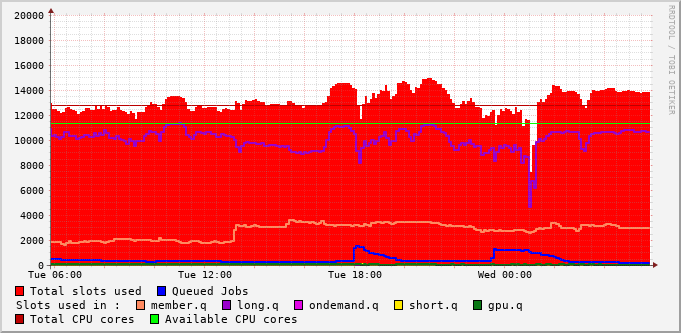 20000
18000
16000
14000
12000
10000
8000
6000
4000
2000
0
Tue 06:00 Tue 12:00 Tue 18:00 Wed 00:00
Total slots used Queued Jobs
Slots used in : member.q long.q ondemand.q short.q gpu.q
Total CPU cores Available CPU cores
RRDTOOL / TOBI OETIKER